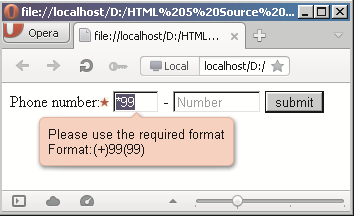 file://localhost/D:/HTML%205%20Source%20...
Opera
file://localhost/D:/HTML...
Local
localhost/D:/
Phone number:★ *99 - Number submit
Please use the required format
Format:(+)99(99)